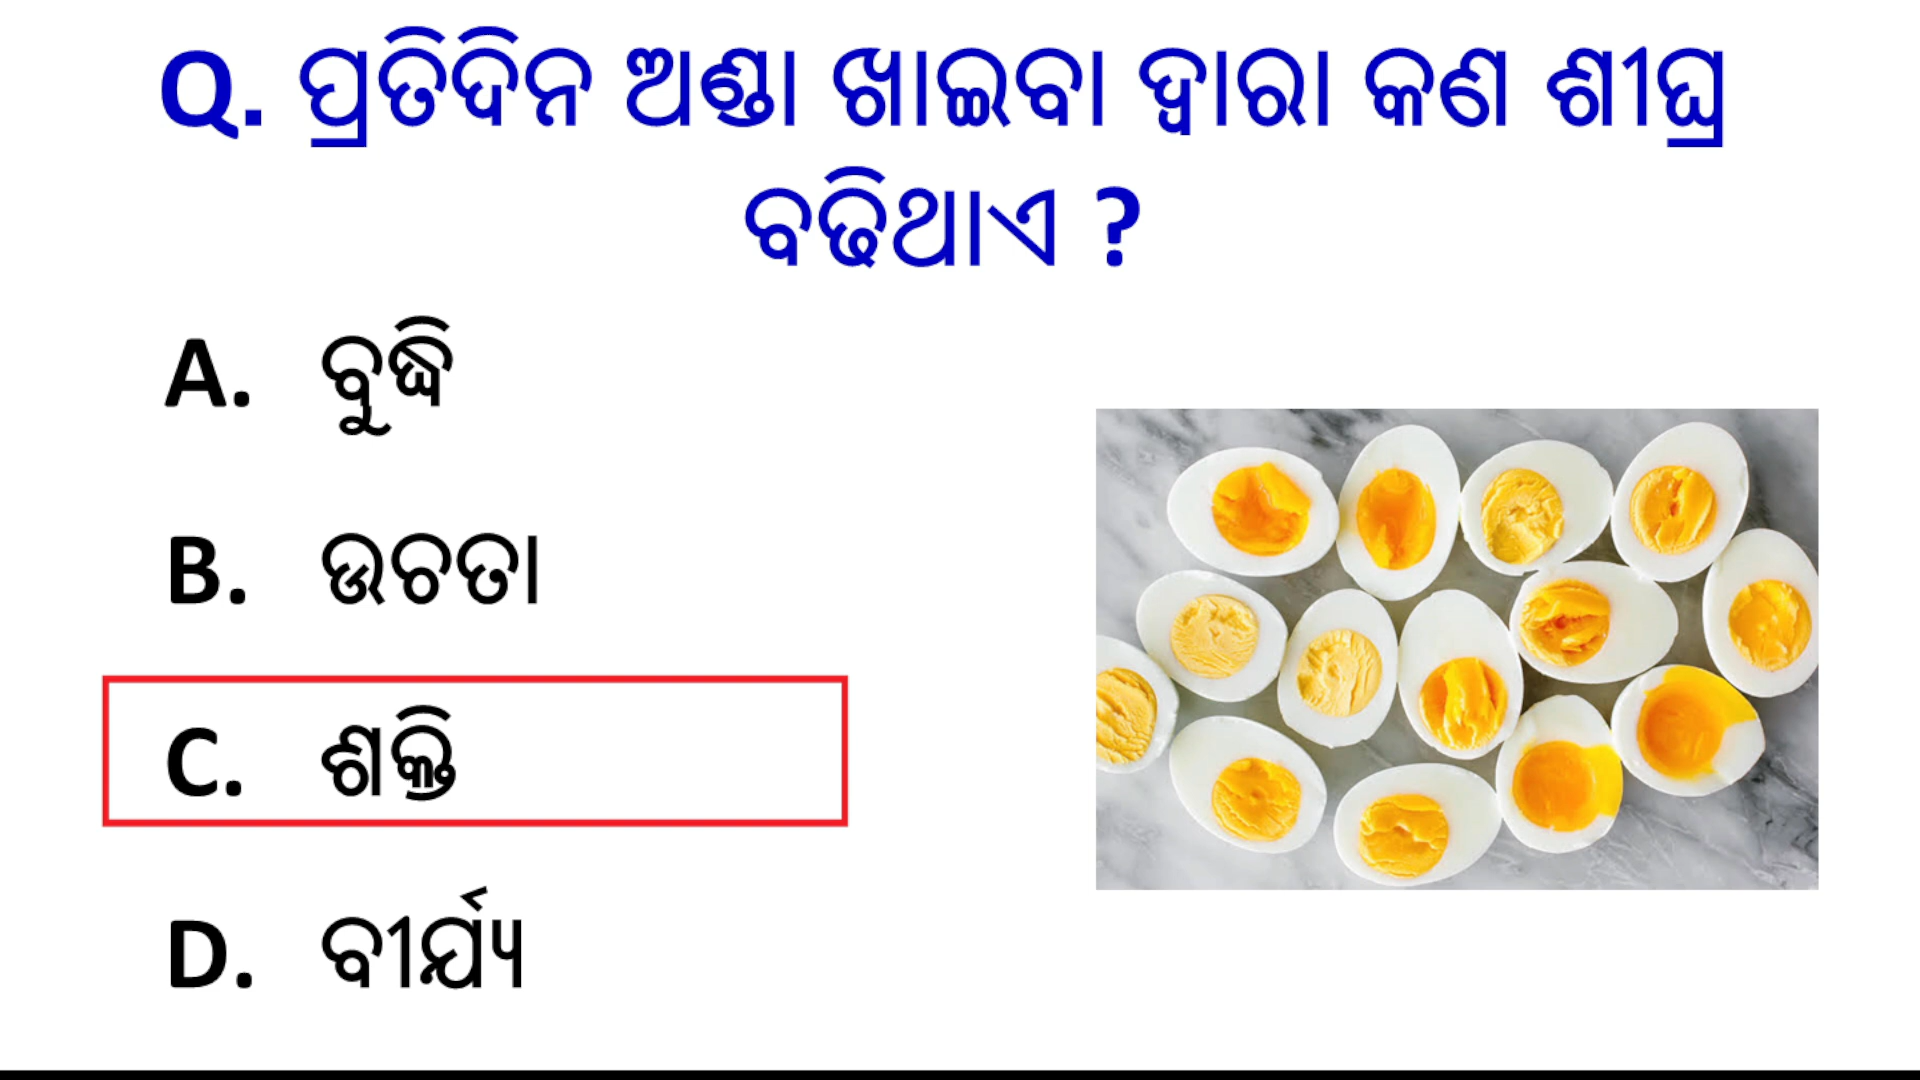 Q. ପ୍ରତିଦିନ ଅଣ୍ଡା ଖାଇବା ଦ୍ୱାରା କଣ ଶୀଘ୍ର
ବଢିଥାଏ ?
A. ବୁଦ୍ଧି
B. ଉଚତା
C. ଶକ୍ତି
D. ବୀର୍ଯ୍ୟ